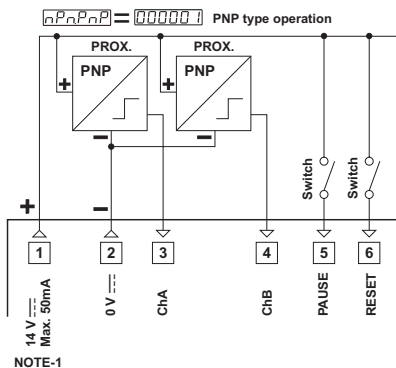 nPnPnP = 000001 PNP type operation
PROX. PROX.
PNP PNP
+ +
− −
Switch Switch
+ −
1 2 3 4 5 6
14 V
Max. 50mA
0 V
ChA
ChB
PAUSE
RESET
NOTE-1